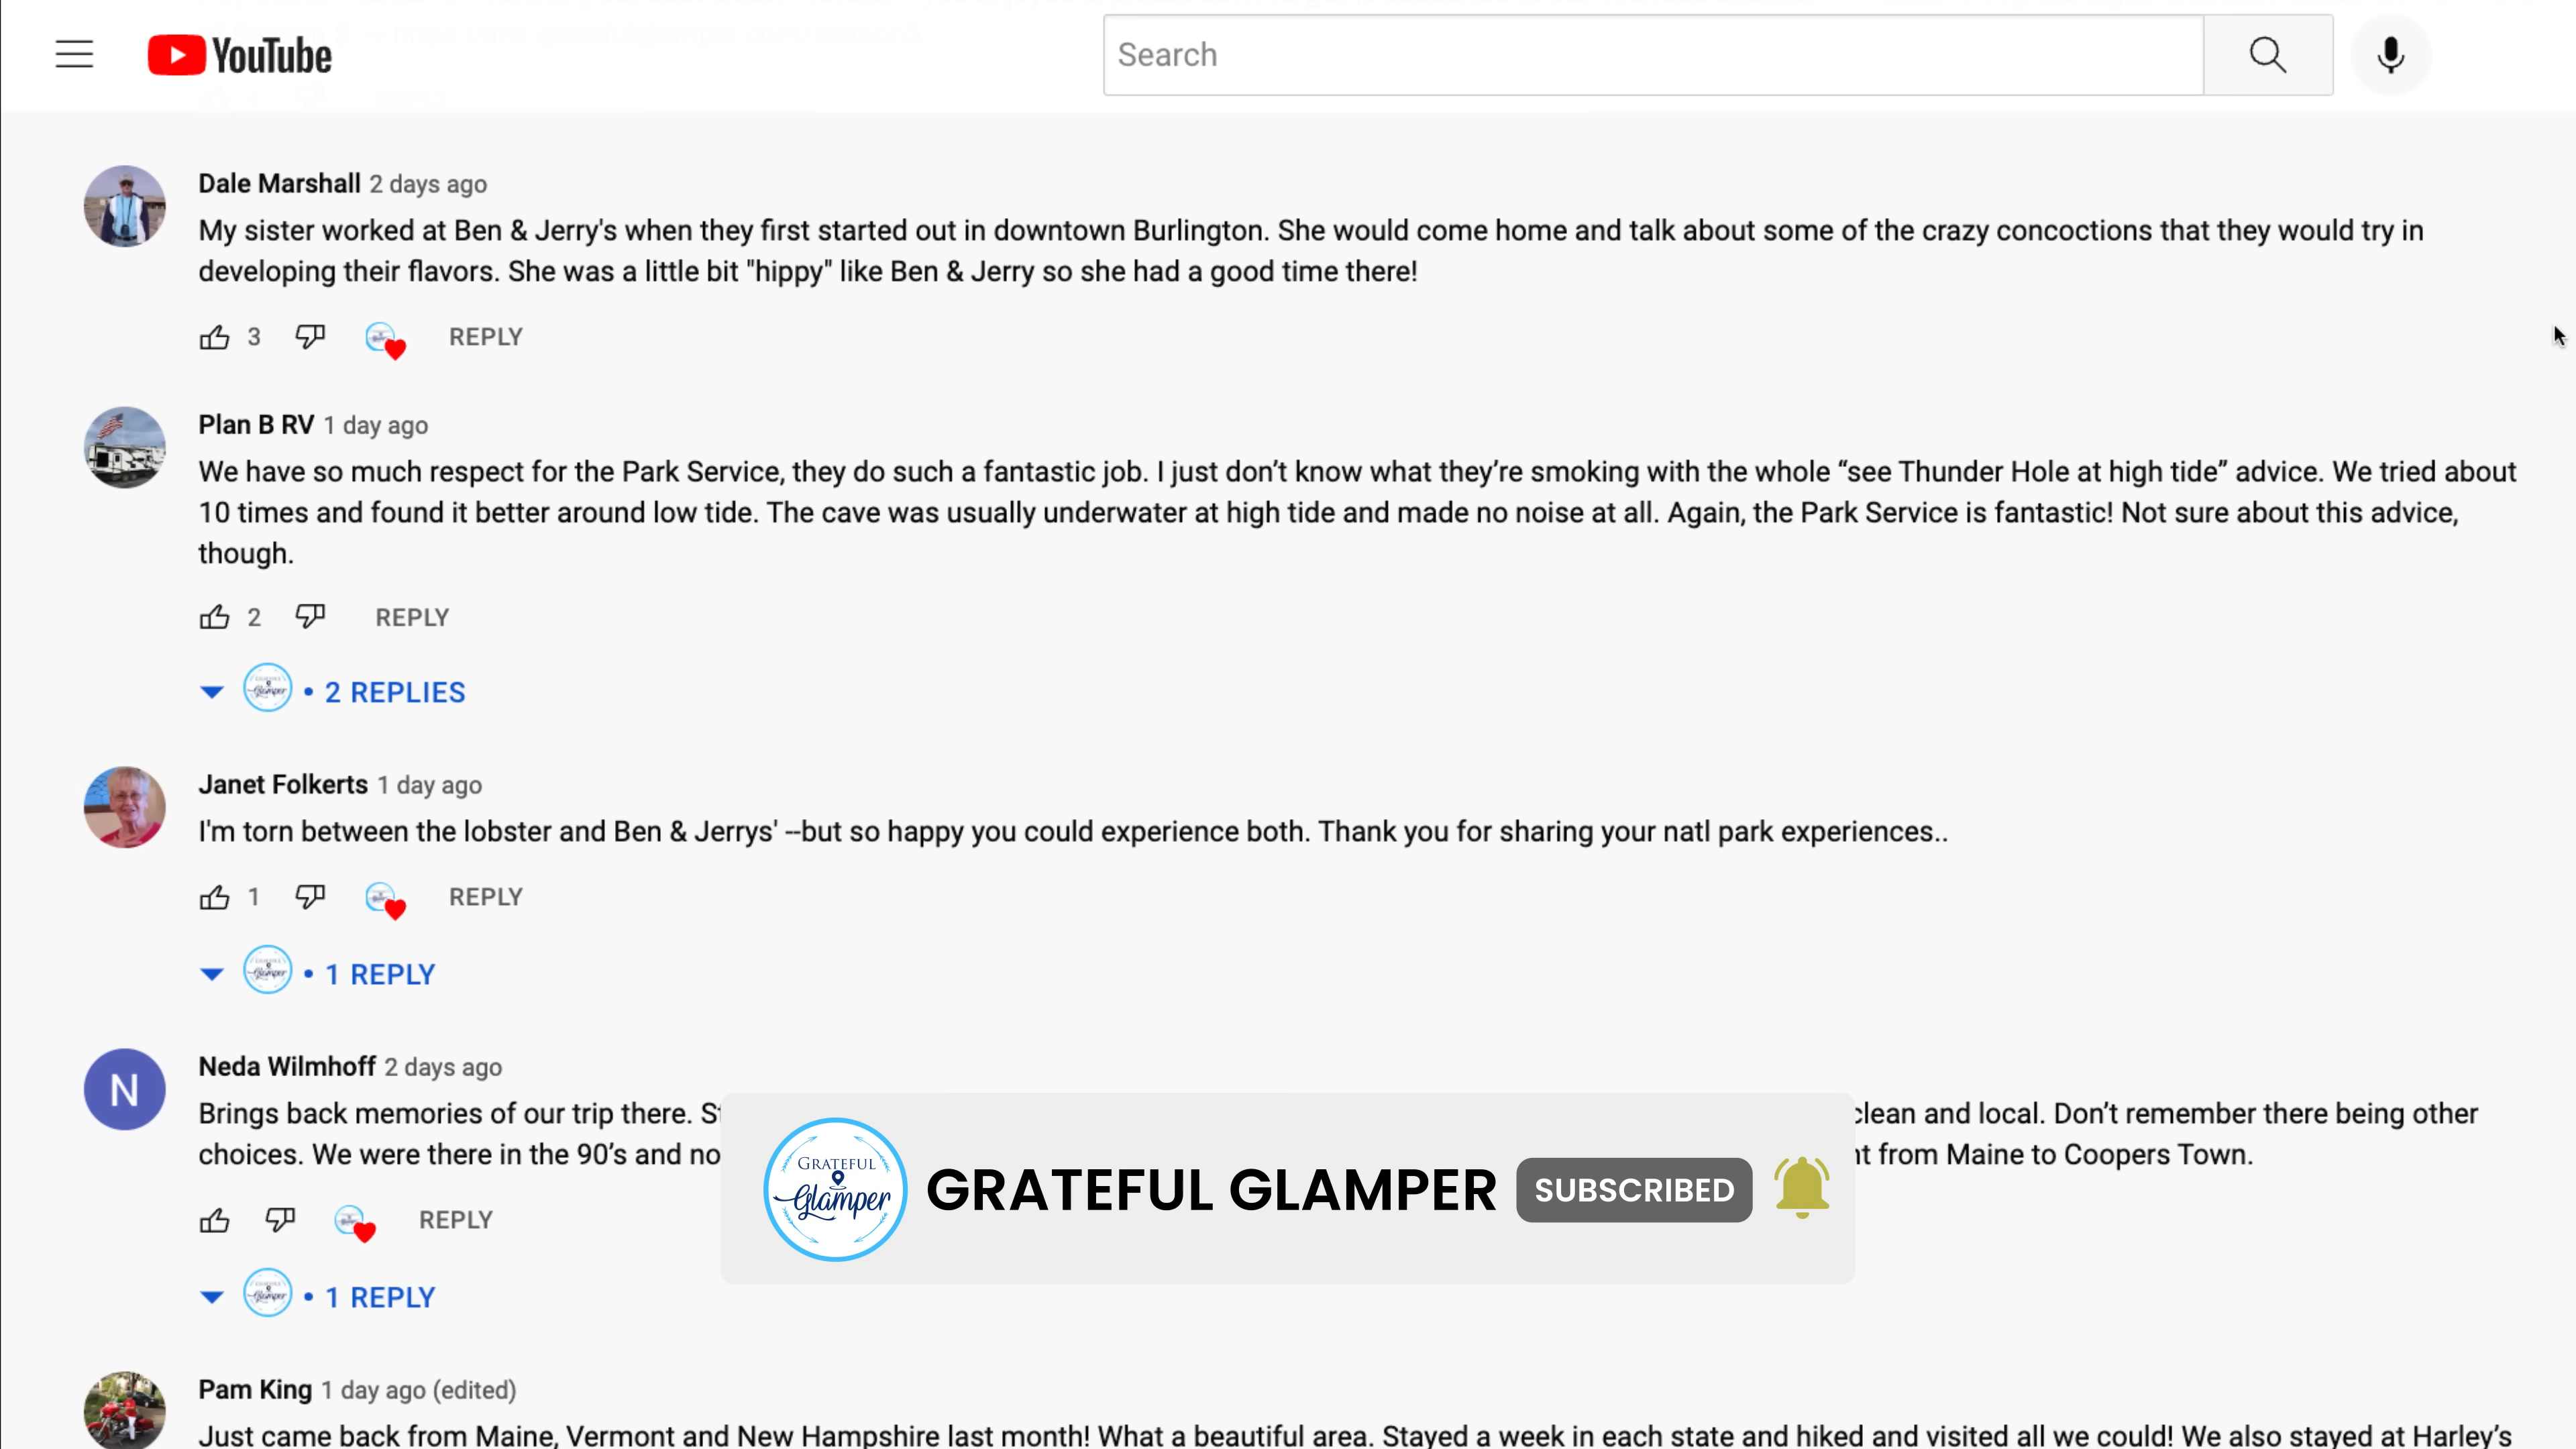 YouTube
Search
Dale Marshall 2 days ago
My sister worked at Ben & Jerry's when they first started out in downtown Burlington. She would come home and talk about some of the crazy concoctions that they would try in
developing their flavors. She was a little bit "hippy" like Ben & Jerry so she had a good time there!
3 REPLY
Plan B RV 1 day ago
We have so much respect for the Park Service, they do such a fantastic job. I just don’t know what they’re smoking with the whole “see Thunder Hole at high tide” advice. We tried about
10 times and found it better around low tide. The cave was usually underwater at high tide and made no noise at all. Again, the Park Service is fantastic! Not sure about this advice,
though.
2 REPLY
• 2 REPLIES
Janet Folkerts 1 day ago
I'm torn between the lobster and Ben & Jerrys' --but so happy you could experience both. Thank you for sharing your natl park experiences..
1 REPLY
• 1 REPLY
N
Neda Wilmhoff 2 days ago
Brings back memories of our trip there. clean and local. Don’t remember there being other
choices. We were there in the 90’s and from Maine to Coopers Town.
GRATEFUL
Glamper
GRATEFUL GLAMPER SUBSCRIBED
REPLY
• 1 REPLY
Pam King 1 day ago (edited)
Just came back from Maine, Vermont and New Hampshire last month! What a beautiful area. Stayed a week in each state and hiked and visited all we could! We also stayed at Harley’s